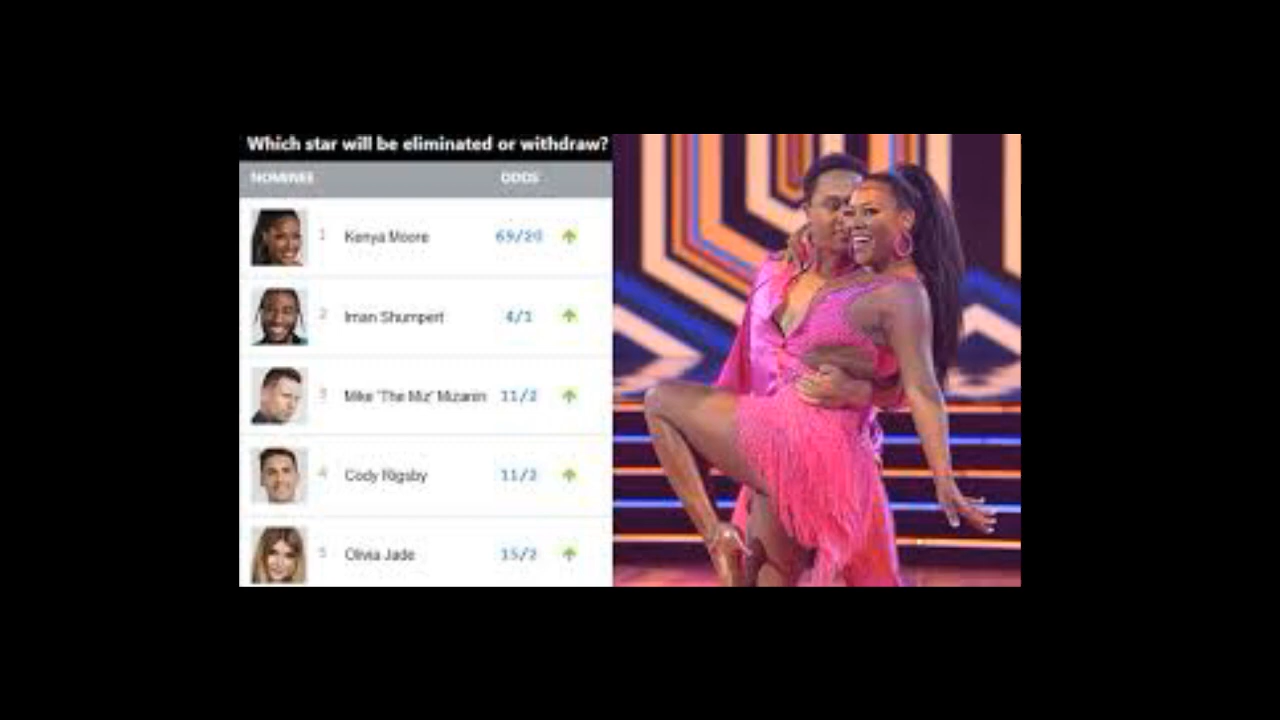 Which star will be eliminated or withdraw?
NOMINEE ODDS
1 Kenya Moore 69/20
2 Iman Shumpert 4/1
3 Mike 'The Miz' Mizanin 11/2
4 Cody Rigsby 11/2
5 Olivia Jade 15/2